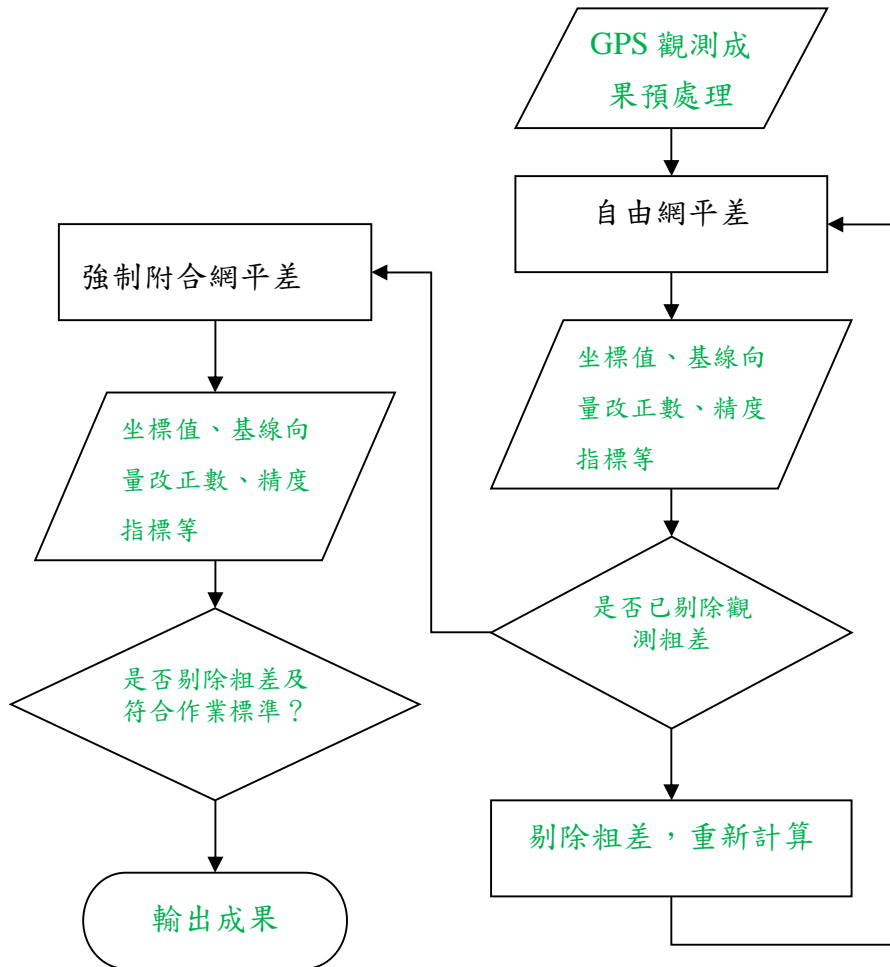 GPS 觀測成
果預處理
自由網平差
坐標值、基線向
量改正數、精度
指標等
是否已剔除觀
測粗差
剔除粗差，重新計算
強制附合網平差
坐標值、基線向
量改正數、精度
指標等
是否剔除粗差及
符合作業標準？
輸出成果